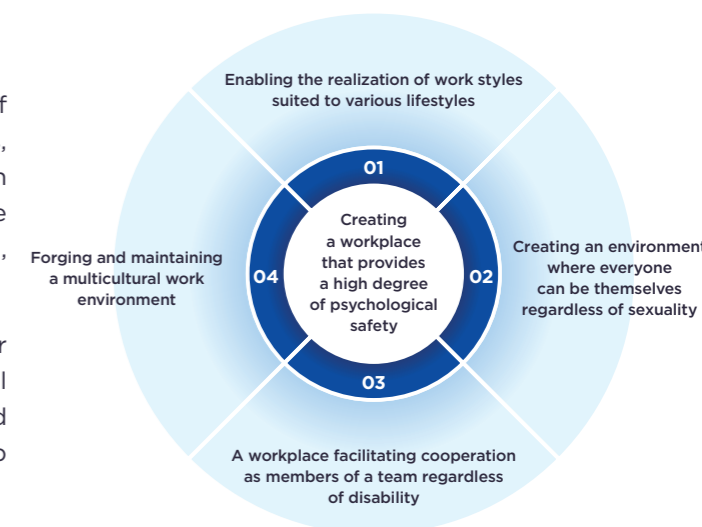 f
,
n
e
,
r
l
d
o
Enabling the realization of work styles
suited to various lifestyles
01
Creating
a workplace
that provides
a high degree
of psychological
safety
02
Creating an environment
where everyone
can be themselves
regardless of sexuality
03
A workplace facilitating cooperation
as members of a team regardless
of disability
04
Forging and maintaining
a multicultural work
environment